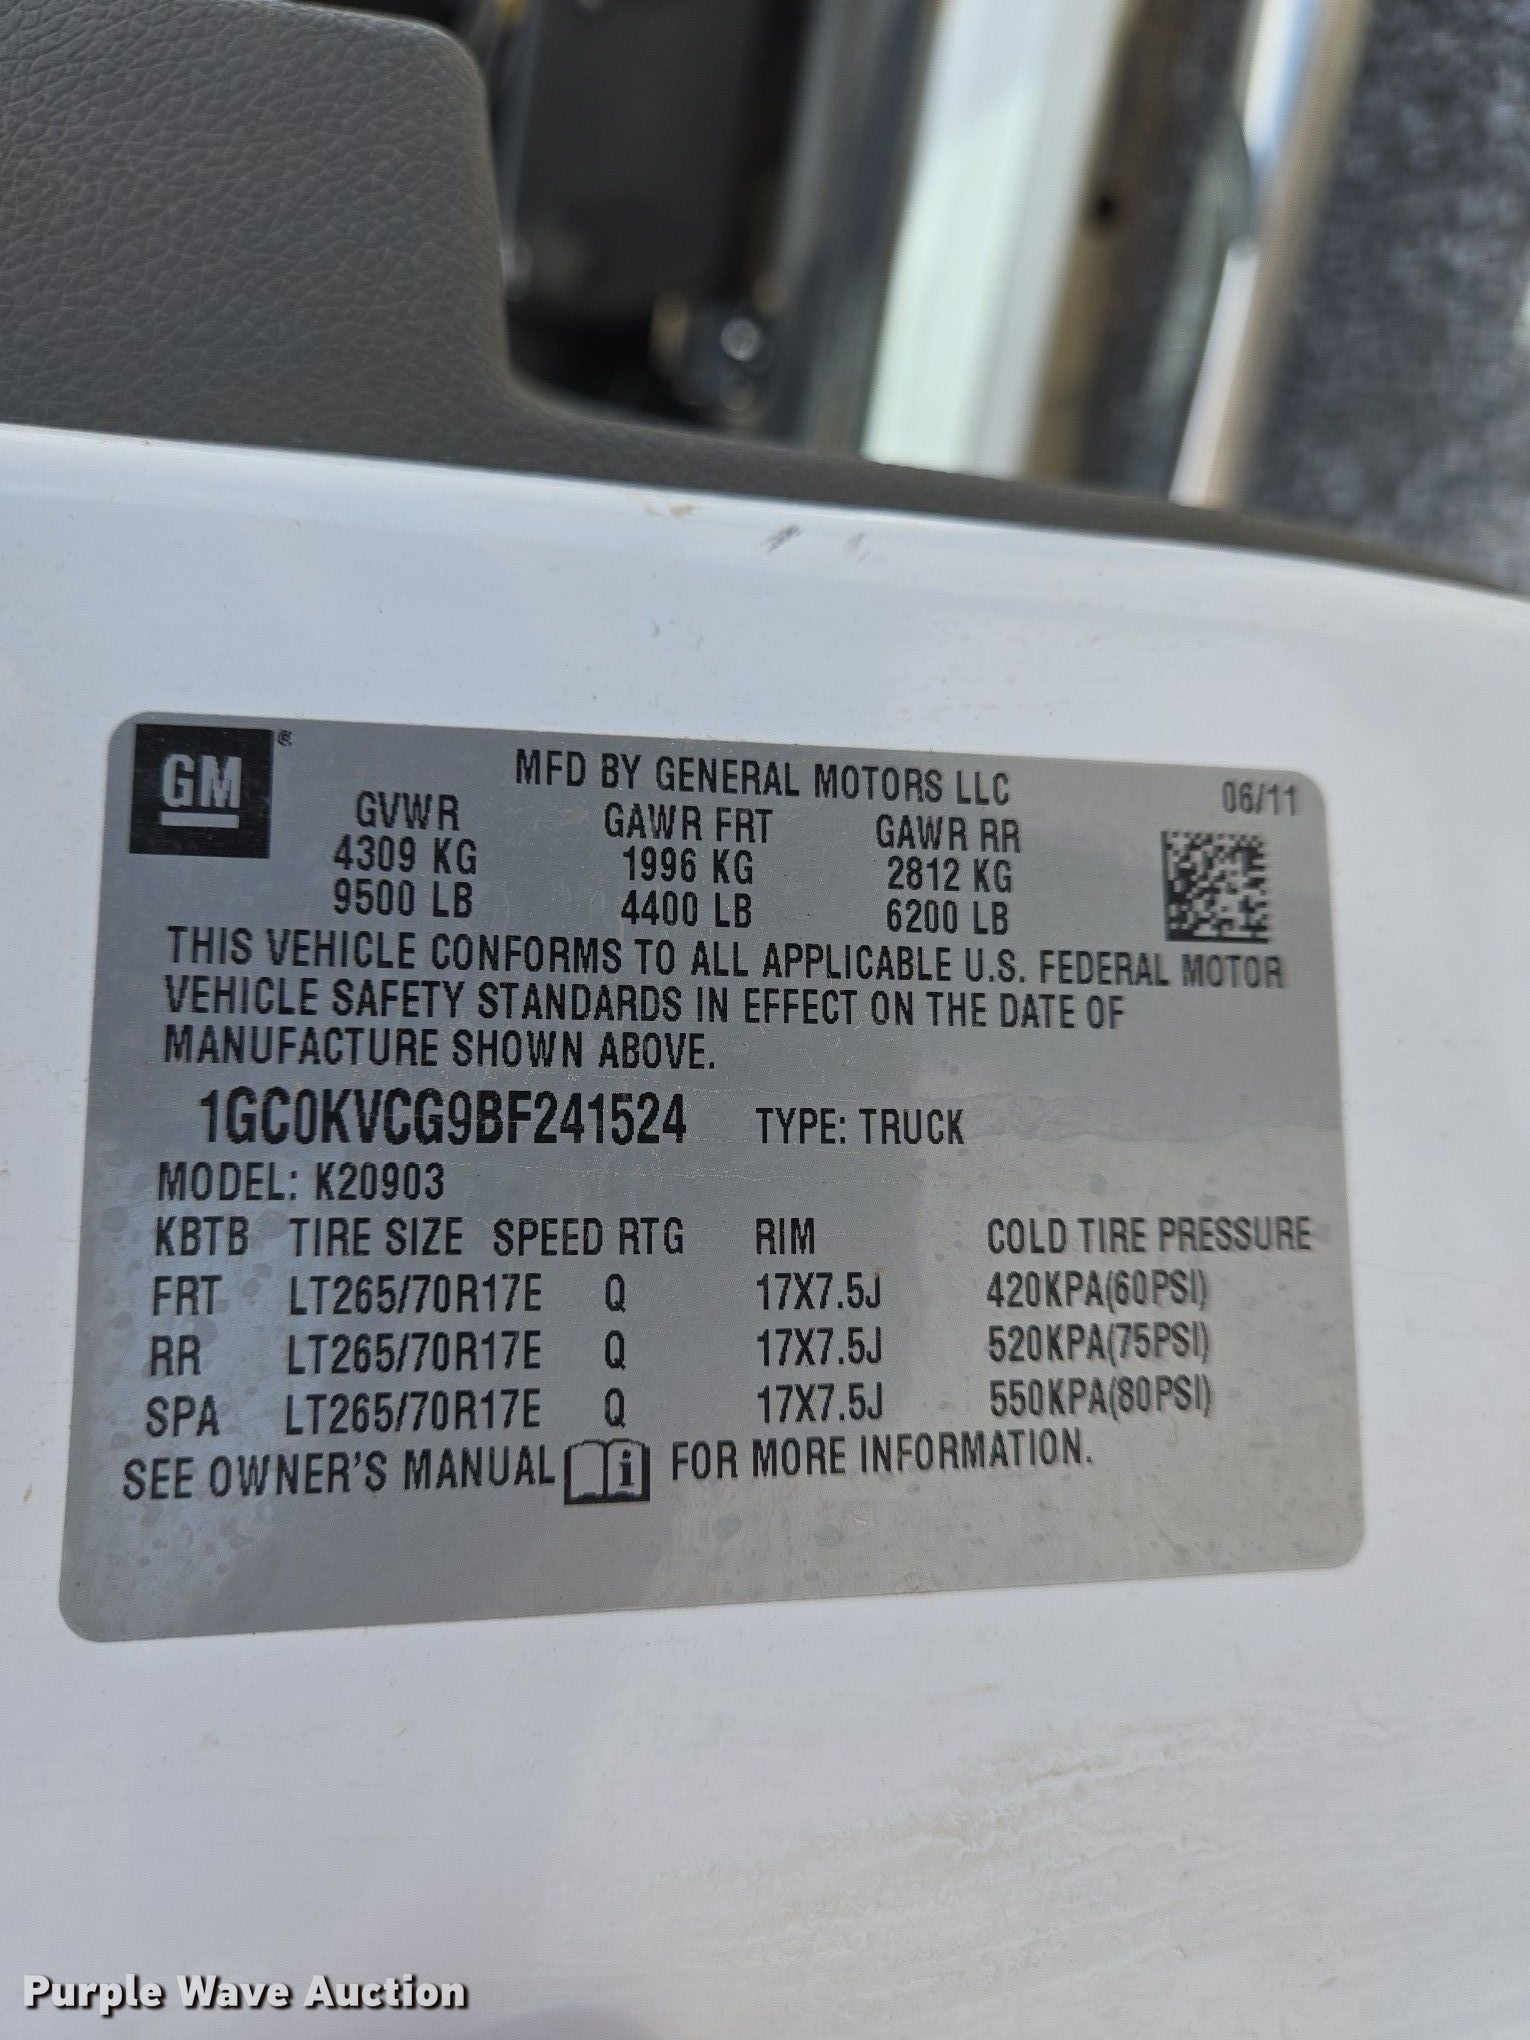 GM®
MFD BY GENERAL MOTORS LLC 06/11
GVWR GAWR FRT GAWR RR
4309 KG 1996 KG 2812 KG
9500 LB 4400 LB 6200 LB
THIS VEHICLE CONFORMS TO ALL APPLICABLE U.S. FEDERAL MOTOR
VEHICLE SAFETY STANDARDS IN EFFECT ON THE DATE OF
MANUFACTURE SHOWN ABOVE.
1GC0KVCG9BF241524 TYPE: TRUCK
MODEL: K20903
KBTB TIRE SIZE SPEED RTG RIM COLD TIRE PRESSURE
FRT LT265/70R17E Q 17X7.5J 420KPA(60PSI)
RR LT265/70R17E Q 17X7.5J 520KPA(75PSI)
SPA LT265/70R17E Q 17X7.5J 550KPA(80PSI)
SEE OWNER'S MANUAL i FOR MORE INFORMATION.
Purple Wave Auction